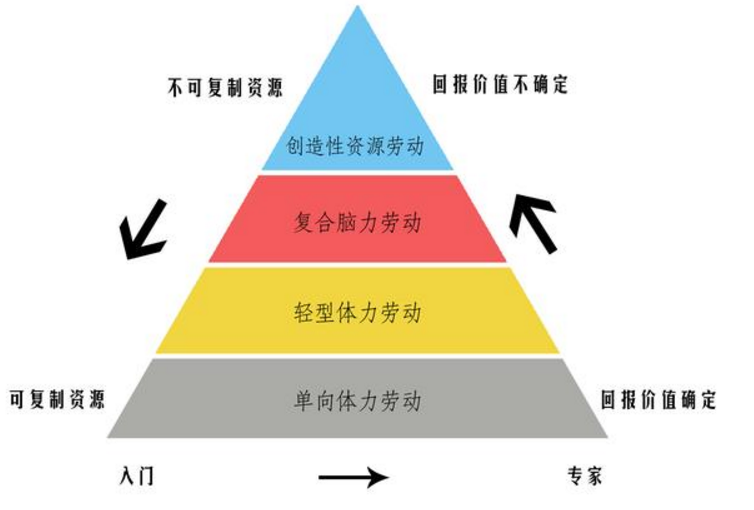 不可复制资源
回报价值不确定
创造性资源劳动
复合脑力劳动
轻型体力劳动
可复制资源
单向体力劳动
回报价值确定
入门
专家